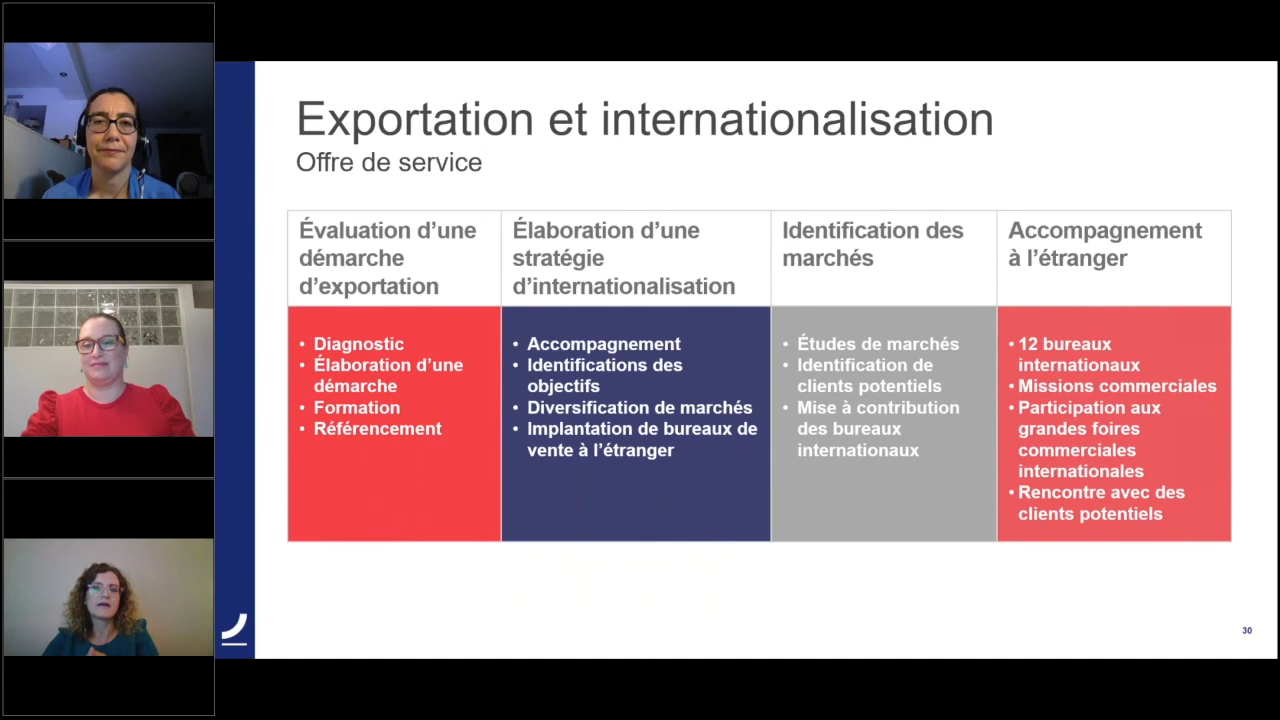 Exportation et internationalisation
Offre de service
Évaluation d’une
démarche
d’exportation
Élaboration d’une
stratégie
d’internationalisation
Identification des
marchés
Accompagnement
à l’étranger
• Diagnostic
• Élaboration d’une
démarche
• Formation
• Référencement
• Accompagnement
• Identifications des
objectifs
• Diversification de marchés
• Implantation de bureaux de
vente à l’étranger
• Études de marchés
• Identification de
clients potentiels
• Mise à contribution
des bureaux
internationaux
• 12 bureaux
internationaux
• Missions commerciales
• Participation aux
grandes foires
commerciales
internationales
• Rencontre avec des
clients potentiels
30